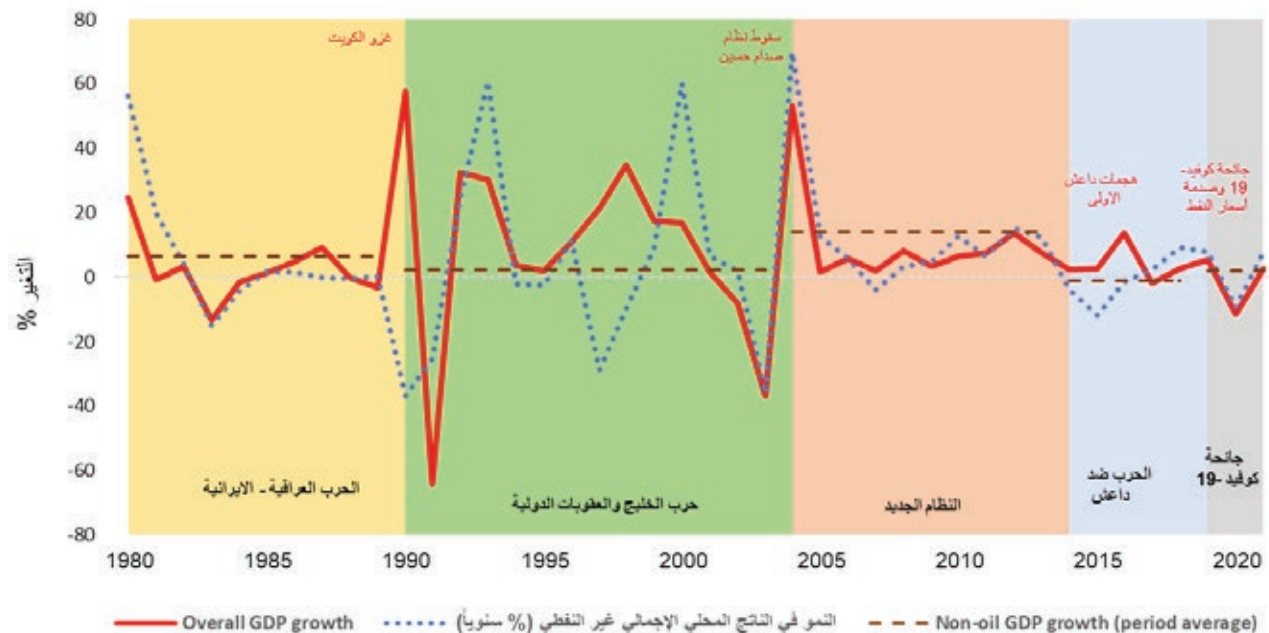 80
60
40
20
0
-20
-40
-60
-80
التغير %
غزو الكويت
سقوط نظام
صدام حسين
هجمات داعش
الاولى
جائحة كوفيد-
19 وصدمة
أسعار النفط
الحرب العراقية - الايرانية
حرب الخليج والعقوبات الدولية
النظام الجديد
الحرب ضد
داعش
جائحة
كوفيد -19
1980
1985
1990
1995
2000
2005
2010
2015
2020
Overall GDP growth
النمو في الناتج المحلي الإجمالي غير النفطي (% سنوياً)
Non-oil GDP growth (period average)